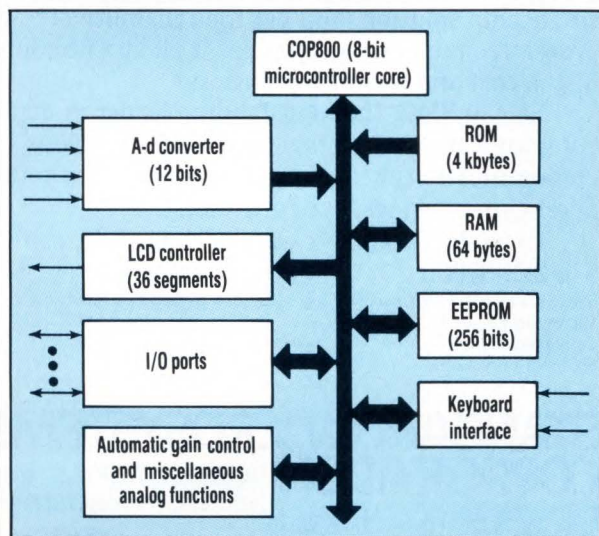 COP800 (8-bit
microcontroller core)
A-d converter
(12 bits)
LCD controller
(36 segments)
I/O ports
Automatic gain control
and miscellaneous
analog functions
ROM
(4 kbytes)
RAM
(64 bytes)
EEPROM
(256 bits)
Keyboard
interface